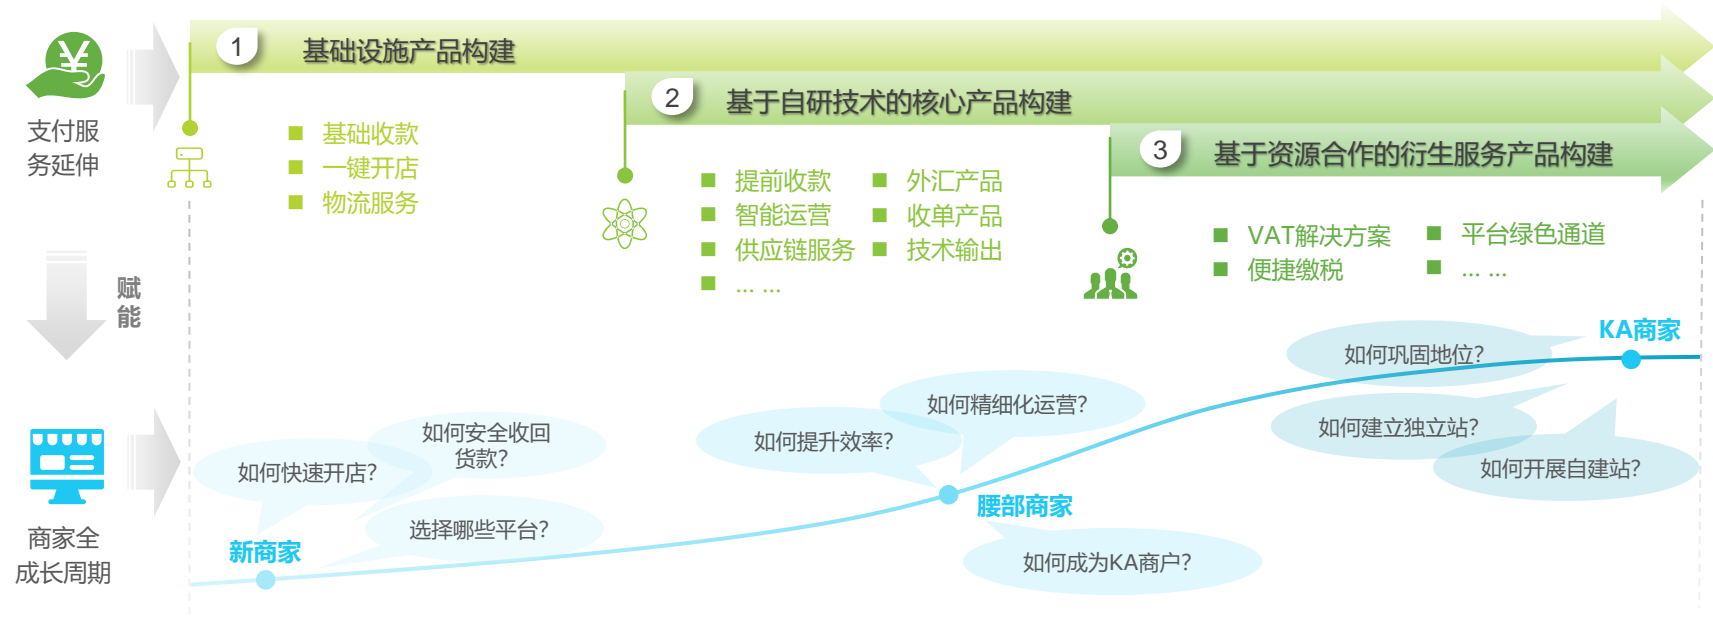 1 基础设施产品构建
2 基于自研技术的核心产品构建
3 基于资源合作的衍生服务产品构建
支付服
务延伸
基础收款
一键开店
物流服务
提前收款
智能运营
供应链服务
... ...
外汇产品
收单产品
技术输出
VAT解决方案
便捷缴税
平台绿色通道
... ...
赋
能
KA商家
如何巩固地位?
如何建立独立站?
如何开展自建站?
如何精细化运营?
如何提升效率?
腰部商家
如何成为KA商户?
如何安全收回
货款?
如何快速开店?
选择哪些平台?
新商家
商家全
成长周期